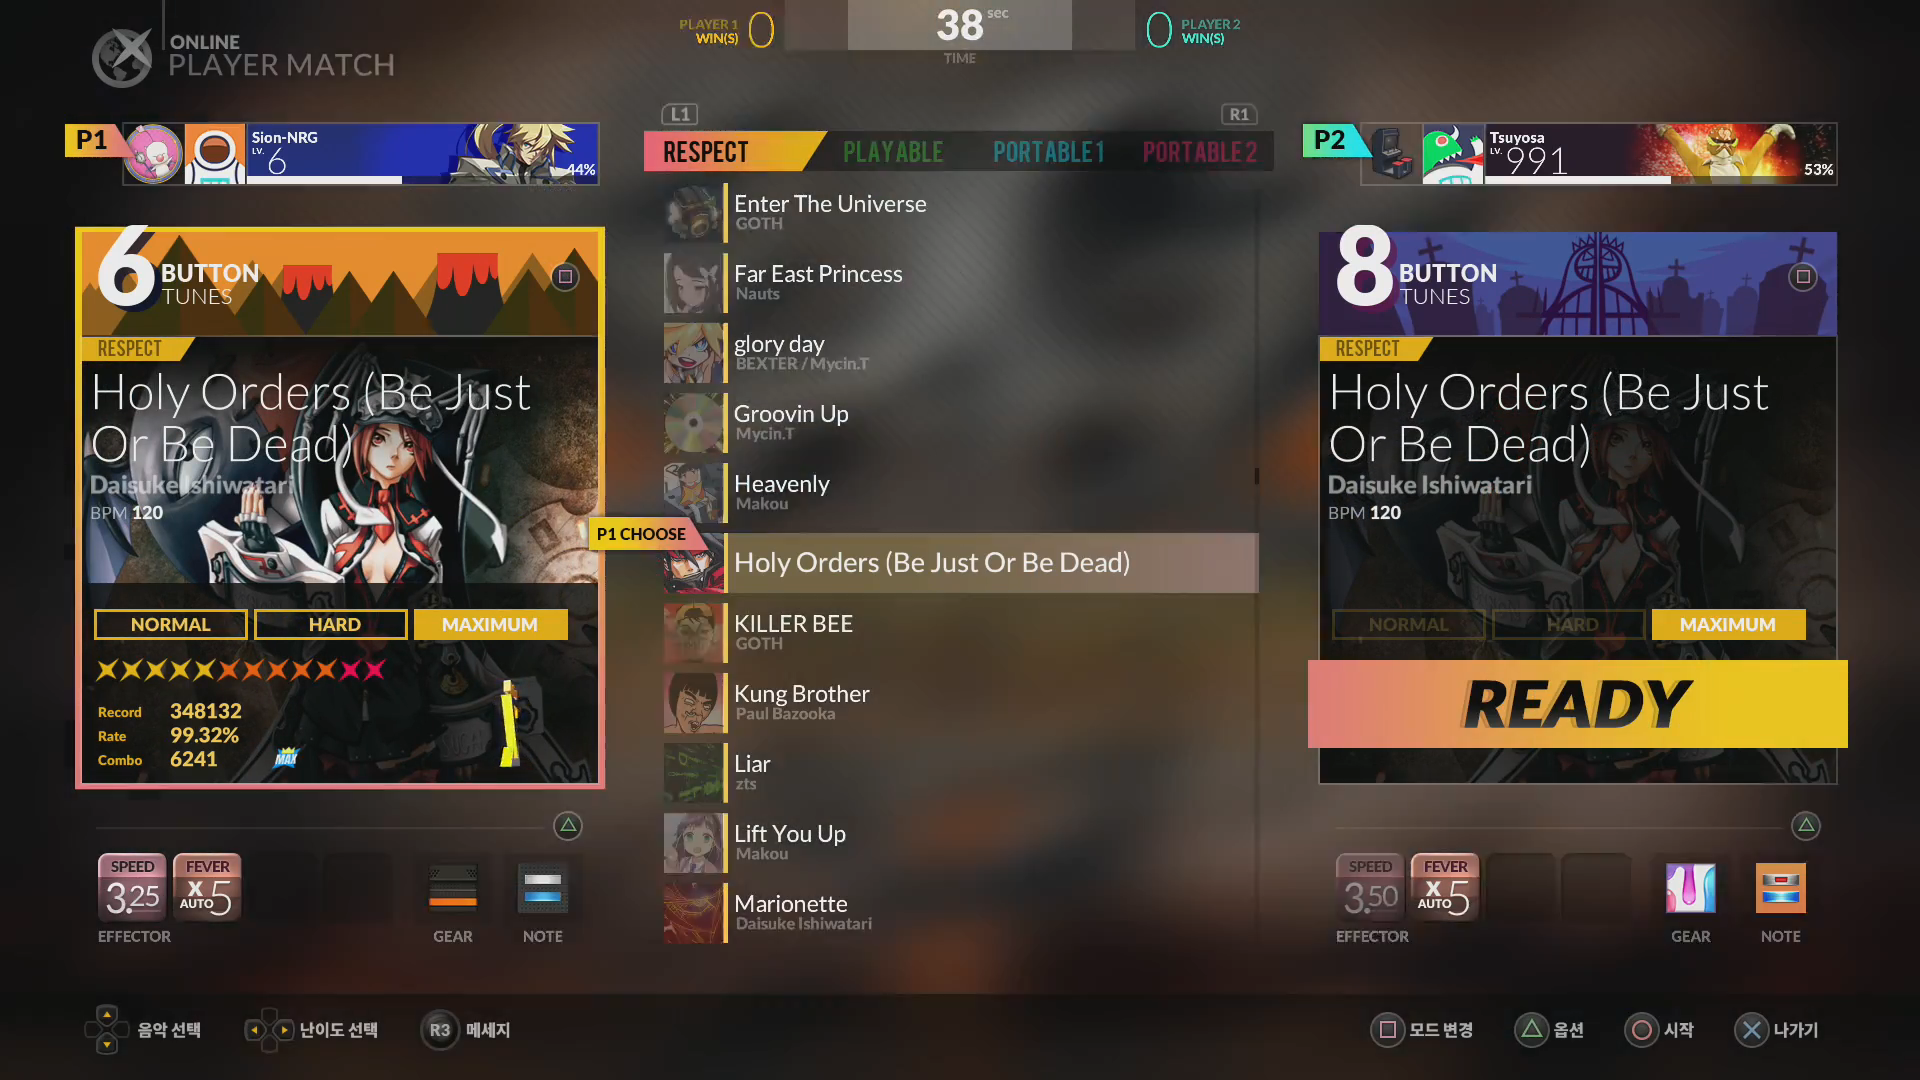 ONLINE
PLAYER MATCH
PLAYER 1
WIN(S)
0
38 sec
TIME
0
PLAYER 2
WIN(S)
P1
Sion-NRG
LV.
6
44%
L1
R1
RESPECT
PLAYABLE
PORTABLE1
PORTABLE2
P2
Tsuyosa
LV.
991
53%
6 BUTTON
TUNES
RESPECT
Holy Orders (Be Just
Or Be Dead)
Daisuke Ishiwatari
BPM 120
NORMAL
HARD
MAXIMUM
Record 348132
Rate 99.32%
Combo 6241
MAX
SPEED
3.25
FEVER
X
AUTO 5
EFFECTOR
GEAR
NOTE
Enter The Universe
GOTH
Far East Princess
Nauts
glory day
BEXTER / Mycin.T
Groovin Up
Mycin.T
Heavenly
Makou
P1 CHOOSE
Holy Orders (Be Just Or Be Dead)
KILLER BEE
GOTH
Kung Brother
Paul Bazooka
Liar
zts
Lift You Up
Makou
Marionette
Daisuke Ishiwatari
8 BUTTON
TUNES
RESPECT
Holy Orders (Be Just
Or Be Dead)
Daisuke Ishiwatari
BPM 120
NORMAL
HARD
MAXIMUM
READY
SPEED
3.50
FEVER
X
AUTO 5
EFFECTOR
GEAR
NOTE
음악 선택
난이도 선택
R3 메세지
모드 변경
옵션
시작
나가기